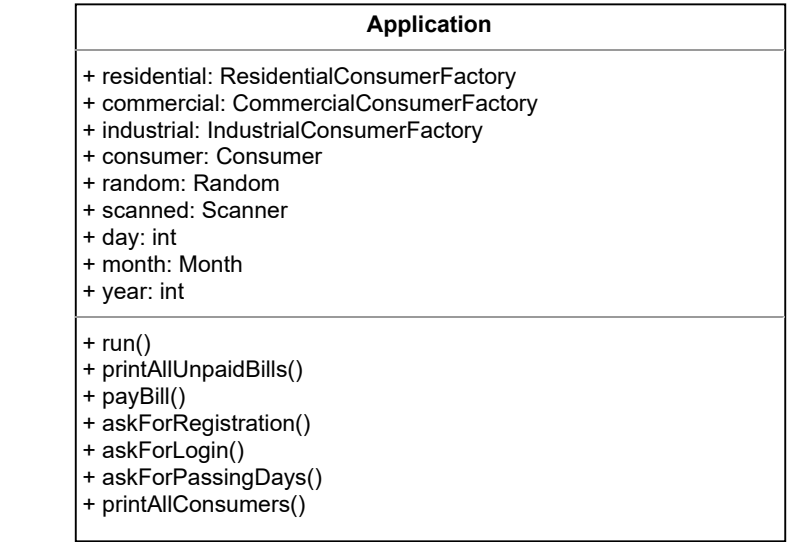 Application
+ residential: ResidentialConsumerFactory
+ commercial: CommercialConsumerFactory
+ industrial: IndustrialConsumerFactory
+ consumer: Consumer
+ random: Random
+ scanned: Scanner
+ day: int
+ month: Month
+ year: int
+ run()
+ printAllUnpaidBills()
+ payBill()
+ askForRegistration()
+ askForLogin()
+ askForPassingDays()
+ printAllConsumers()